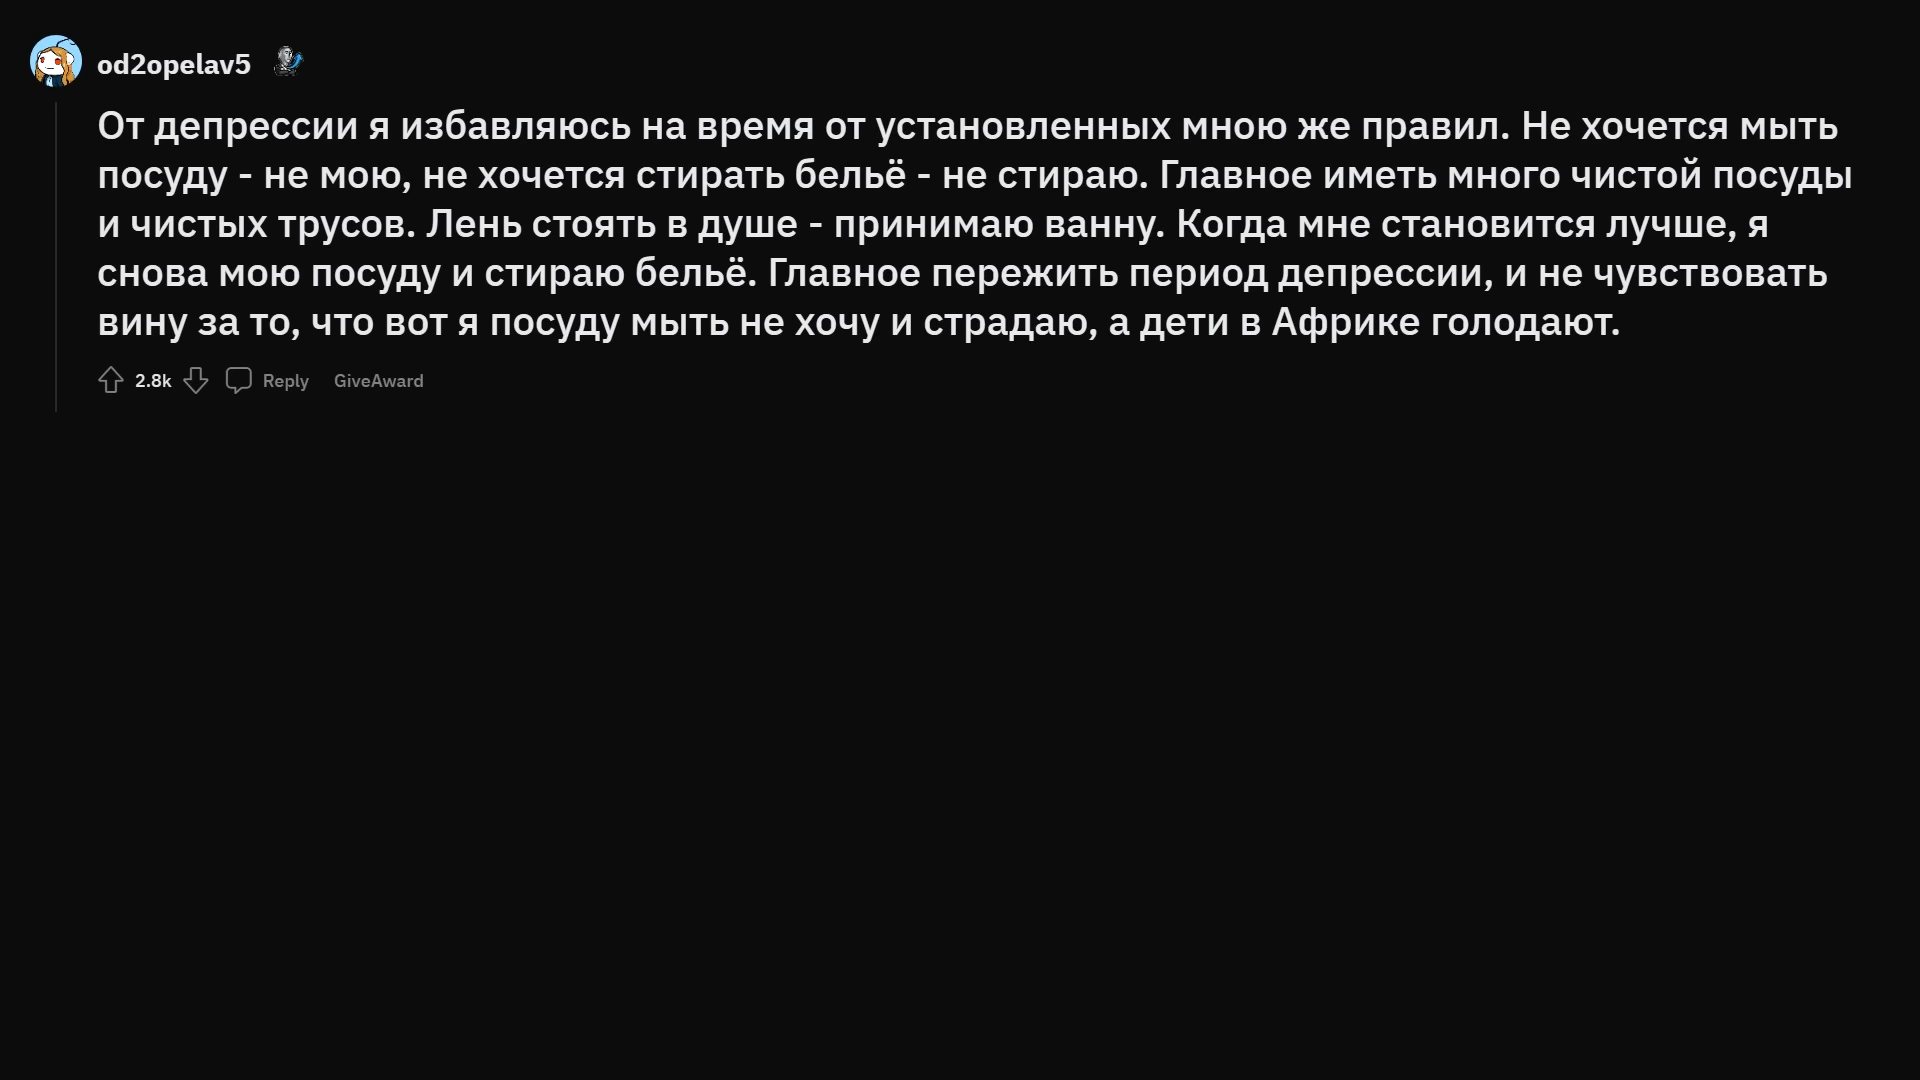 od2opelav5
От депрессии я избавляюсь на время от установленных мною же правил. Не хочется мыть
посуду - не мою, не хочется стирать бельё - не стираю. Главное иметь много чистой посуды
и чистых трусов. Лень стоять в душе - принимаю ванну. Когда мне становится лучше, я
снова мою посуду и стираю бельё. Главное пережить период депрессии, и не чувствовать
вину за то, что вот я посуду мыть не хочу и страдаю, а дети в Африке голодают.
2.8k Reply GiveAward